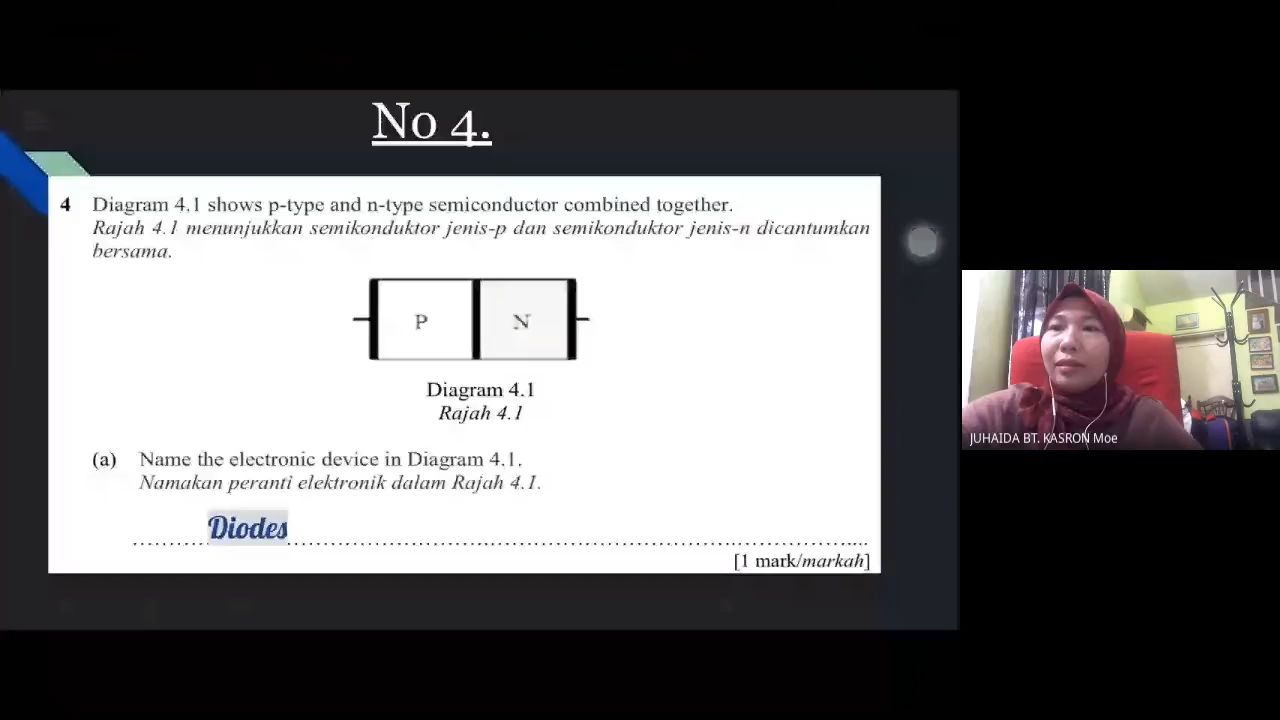 No 4.
4 Diagram 4.1 shows p-type and n-type semiconductor combined together.
Rajah 4.1 menunjukkan semikonduktor jenis-p dan semikonduktor jenis-n dicantumkan
bersama.
P N
Diagram 4.1
Rajah 4.1
(a) Name the electronic device in Diagram 4.1.
Namakan peranti elektronik dalam Rajah 4.1.
Diodes
[1 mark/markah]
JUHAIDA BT. KASRON Moe